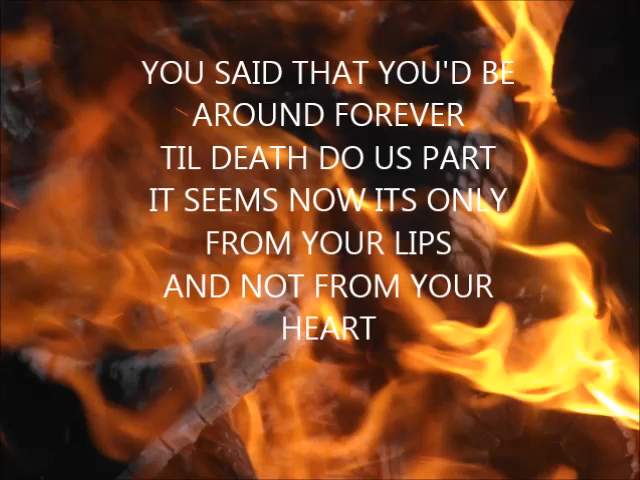 YOU SAID THAT YOU'D BE
AROUND FOREVER
TIL DEATH DO US PART
IT SEEMS NOW ITS ONLY
FROM YOUR LIPS
AND NOT FROM YOUR
HEART